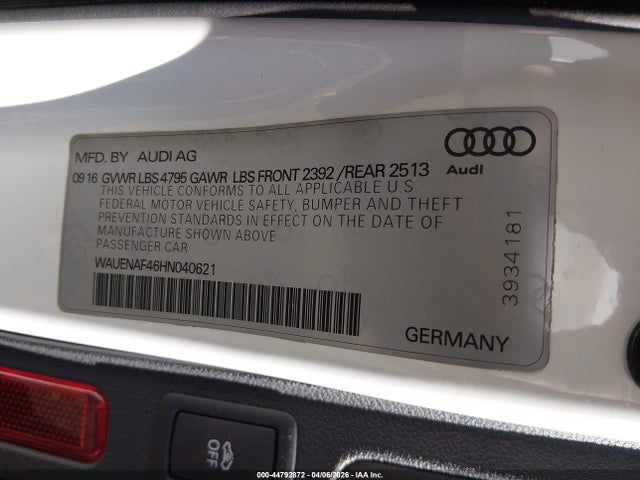 MFD. BY AUDI AG
Audi
09 16 GVWR LBS 4795 GAWR LBS FRONT 2392 /REAR 2513
THIS VEHICLE CONFORMS TO ALL APPLICABLE U.S.
FEDERAL MOTOR VEHICLE SAFETY, BUMPER AND THEFT
PREVENTION STANDARDS IN EFFECT ON THE DATE OF
MANUFACTURE SHOWN ABOVE
PASSENGER CAR
WAUENAF46HN040621
3934181
GERMANY
OFF
000-44792872 - 04/06/2026 - IAA Inc.